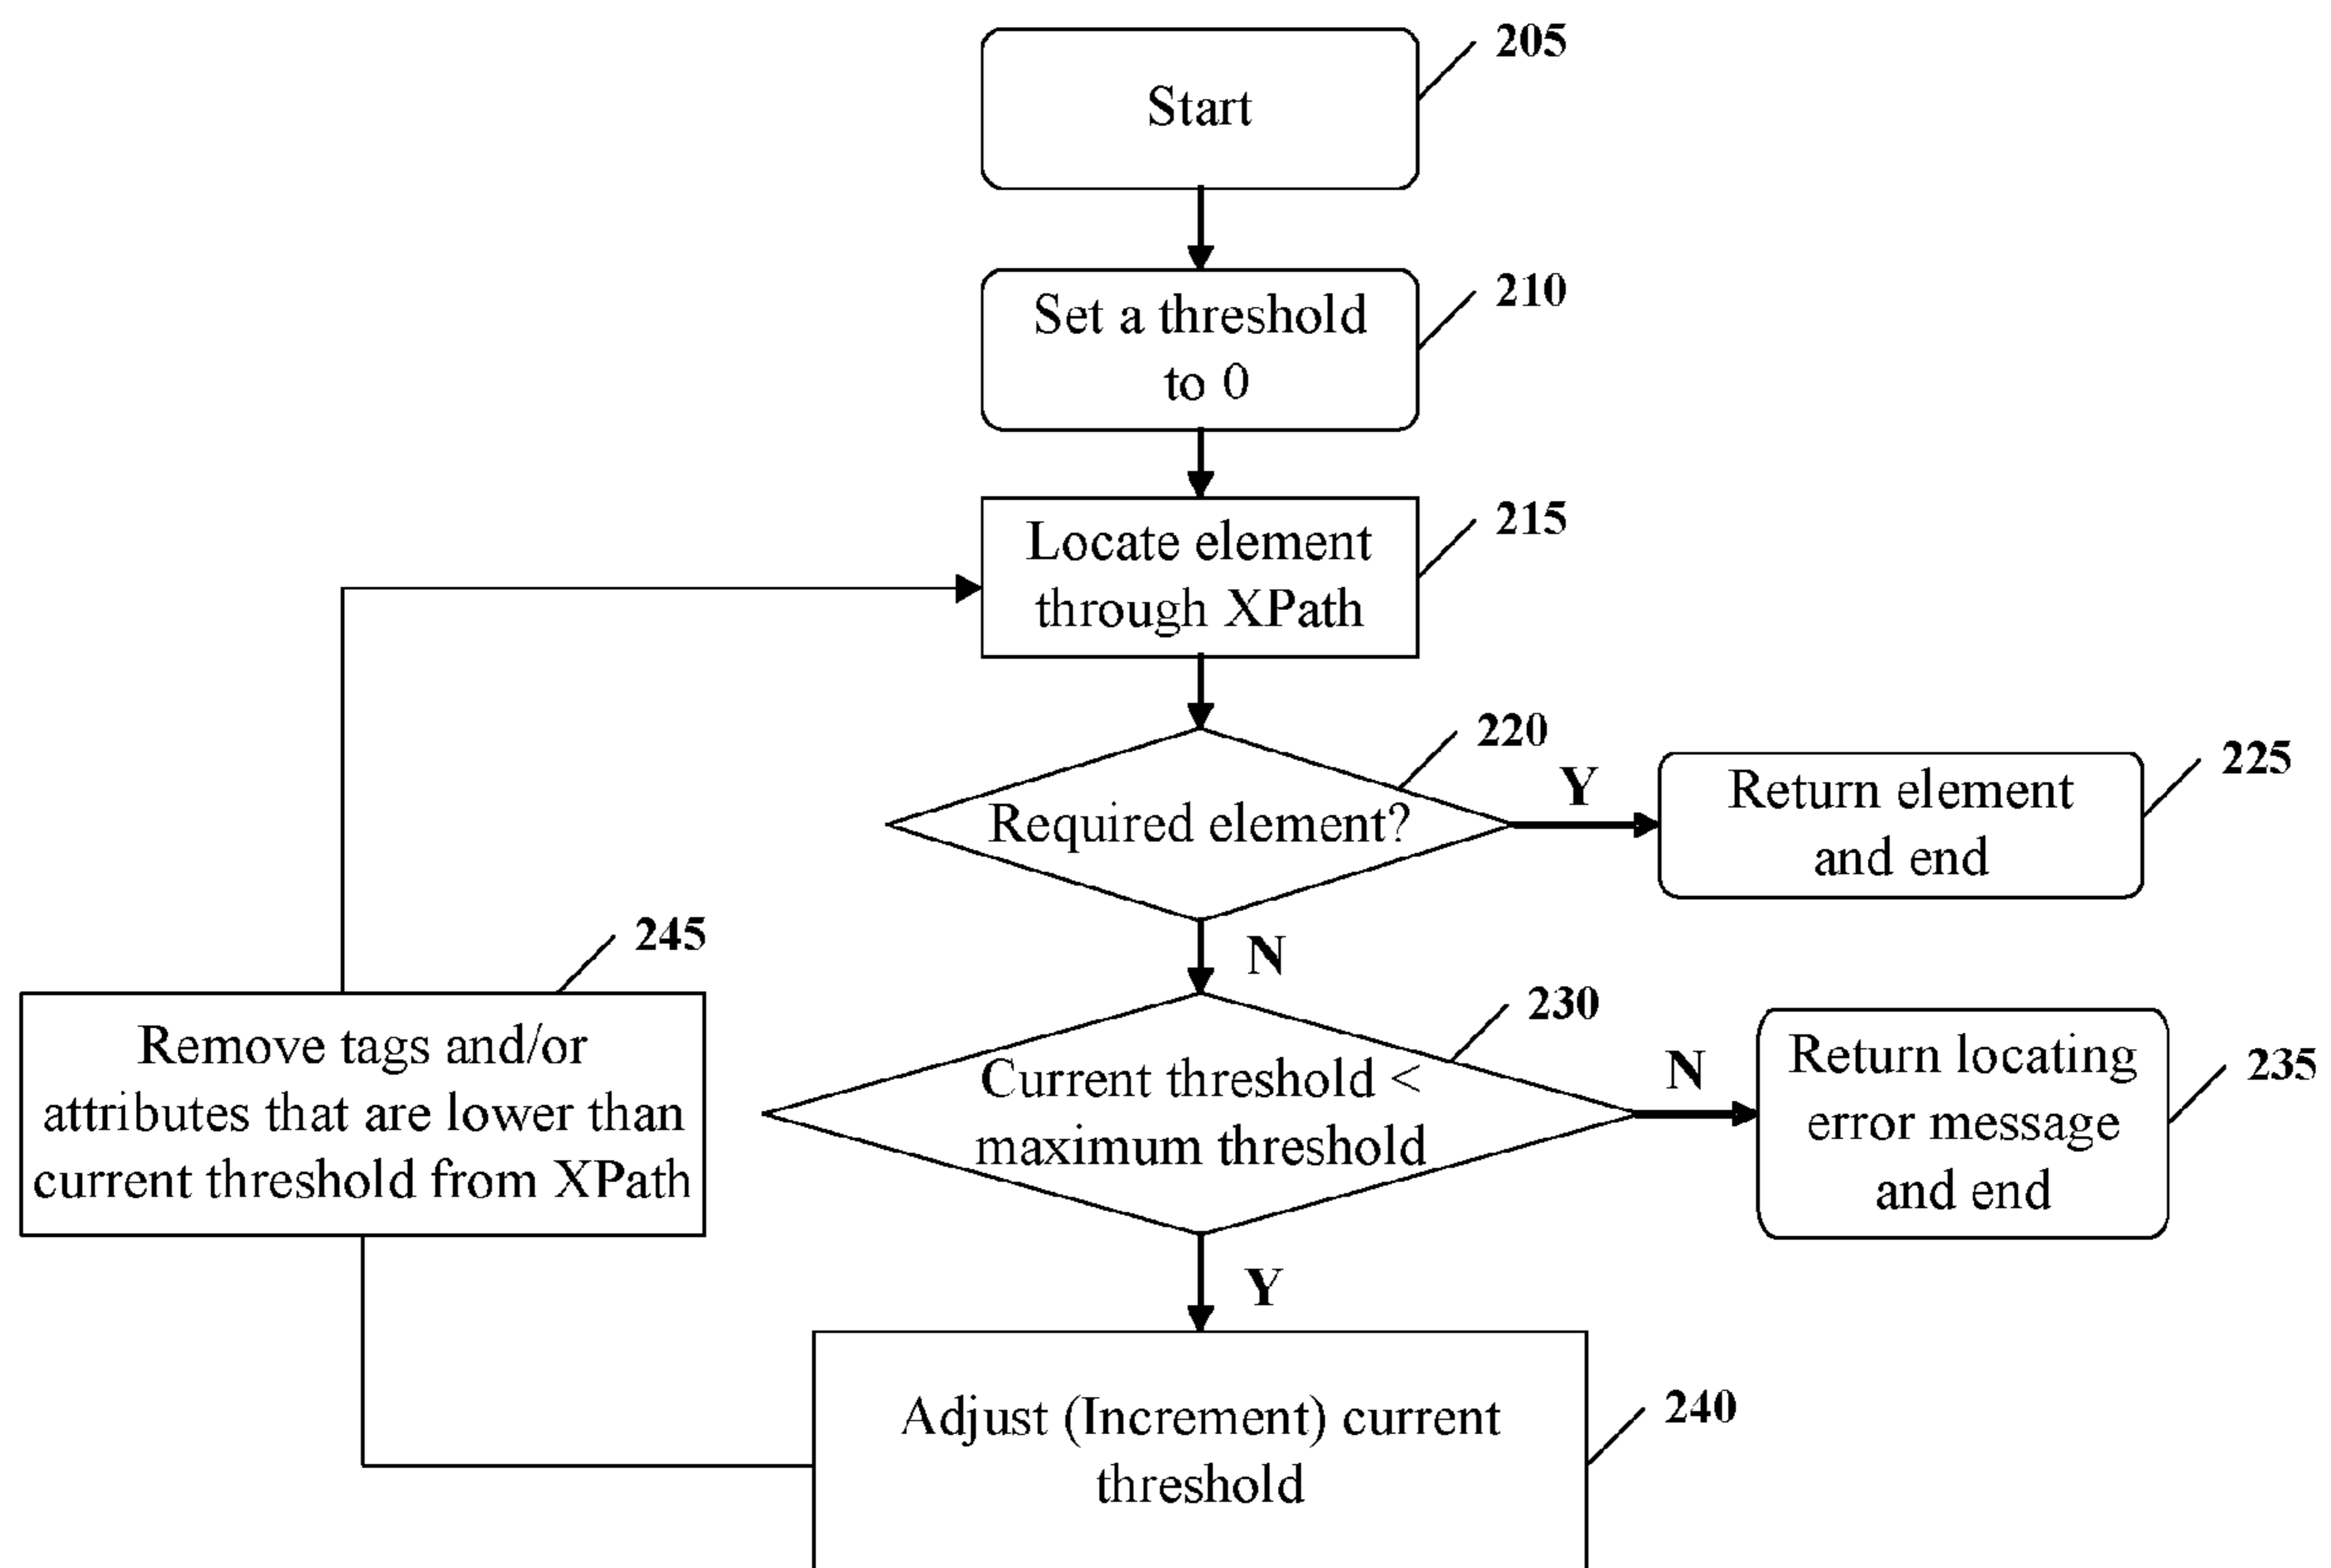 Start
205
Set a threshold
to 0
210
Locate element
through XPath
215
Required element?
220
Y
Return element
and end
225
N
Current threshold <
maximum threshold
230
N
Return locating
error message
and end
235
Y
Adjust (Increment) current
threshold
240
Remove tags and/or
attributes that are lower than
current threshold from XPath
245